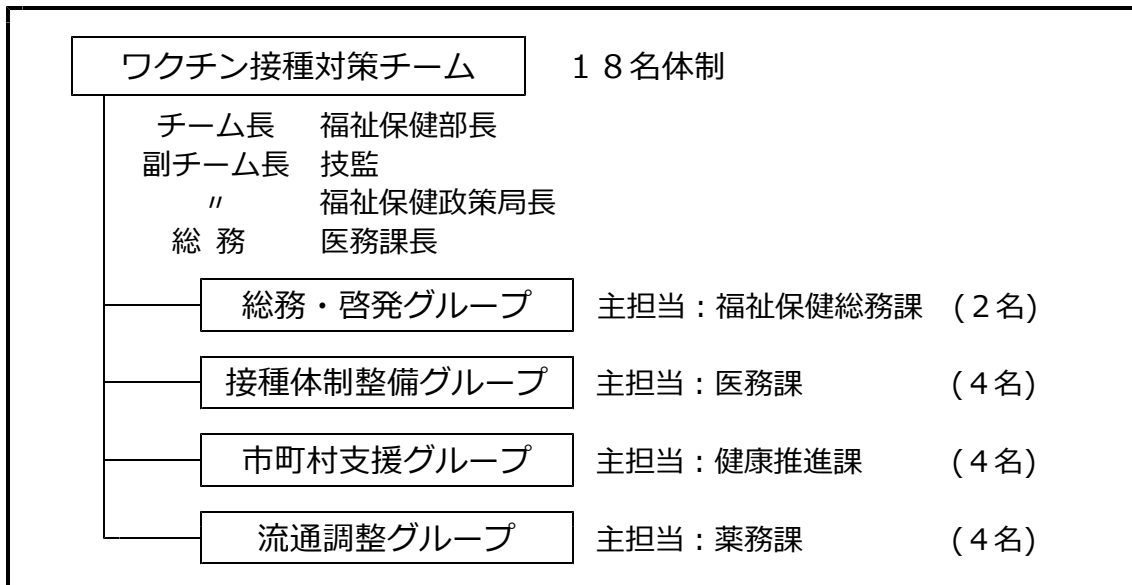 ワクチン接種対策チーム １８名体制
チーム長 福祉保健部長
副チーム長 技監
〃 福祉保健政策局長
総 務 医務課長
総務・啓発グループ 主担当：福祉保健総務課 (２名)
接種体制整備グループ 主担当：医務課 (４名)
市町村支援グループ 主担当：健康推進課 (４名)
流通調整グループ 主担当：薬務課 (４名)